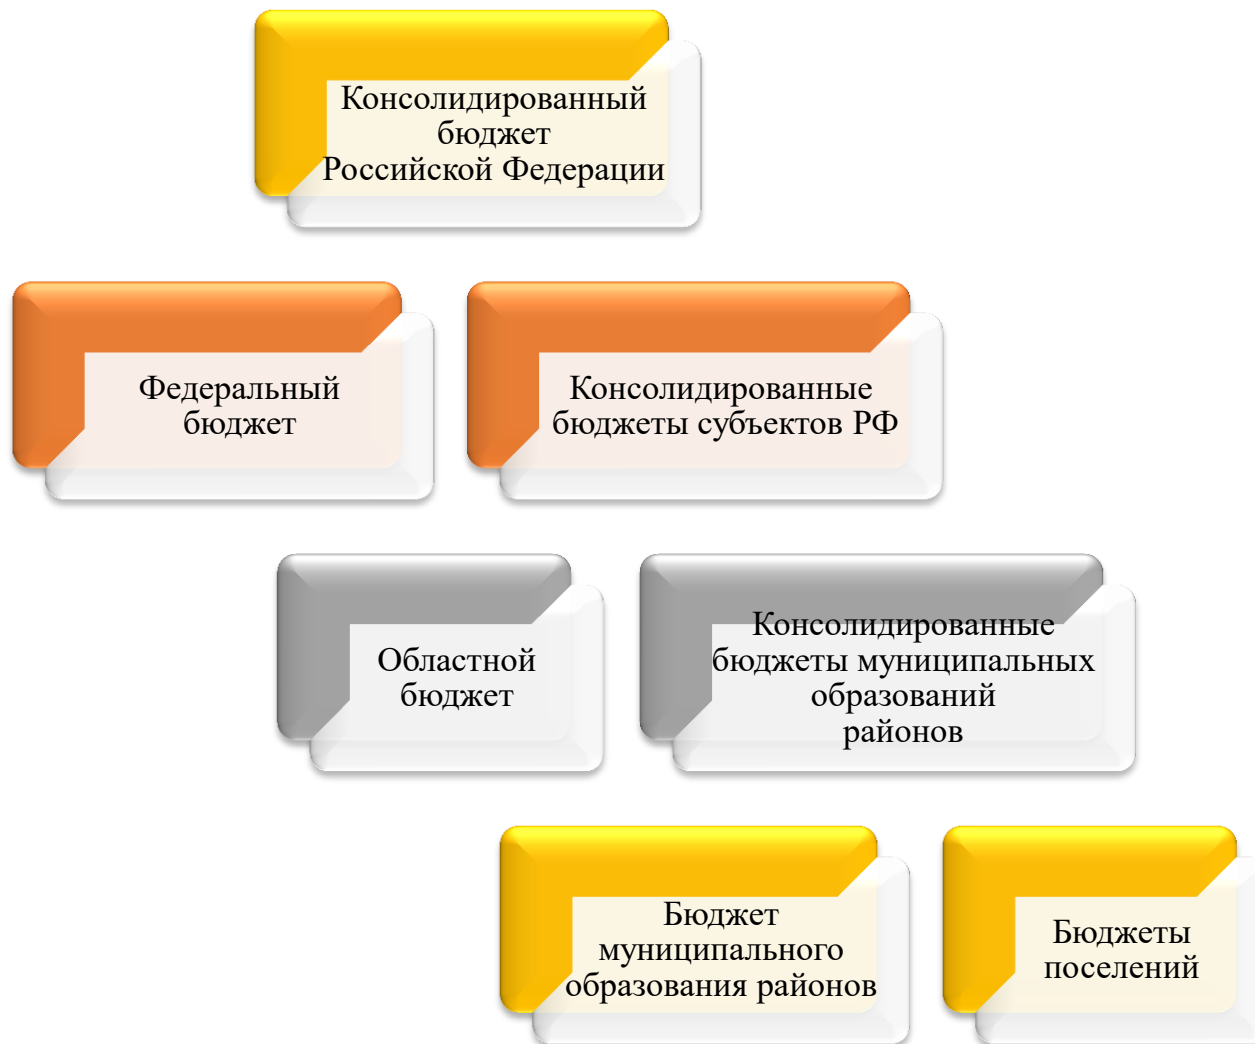 Консолидированный
бюджет
Российской Федерации
Федеральный
бюджет
Консолидированные
бюджеты субъектов РФ
Областной
бюджет
Консолидированные
бюджеты муниципальных
образований
районов
Бюджет
муниципального
образования районов
Бюджеты
поселений